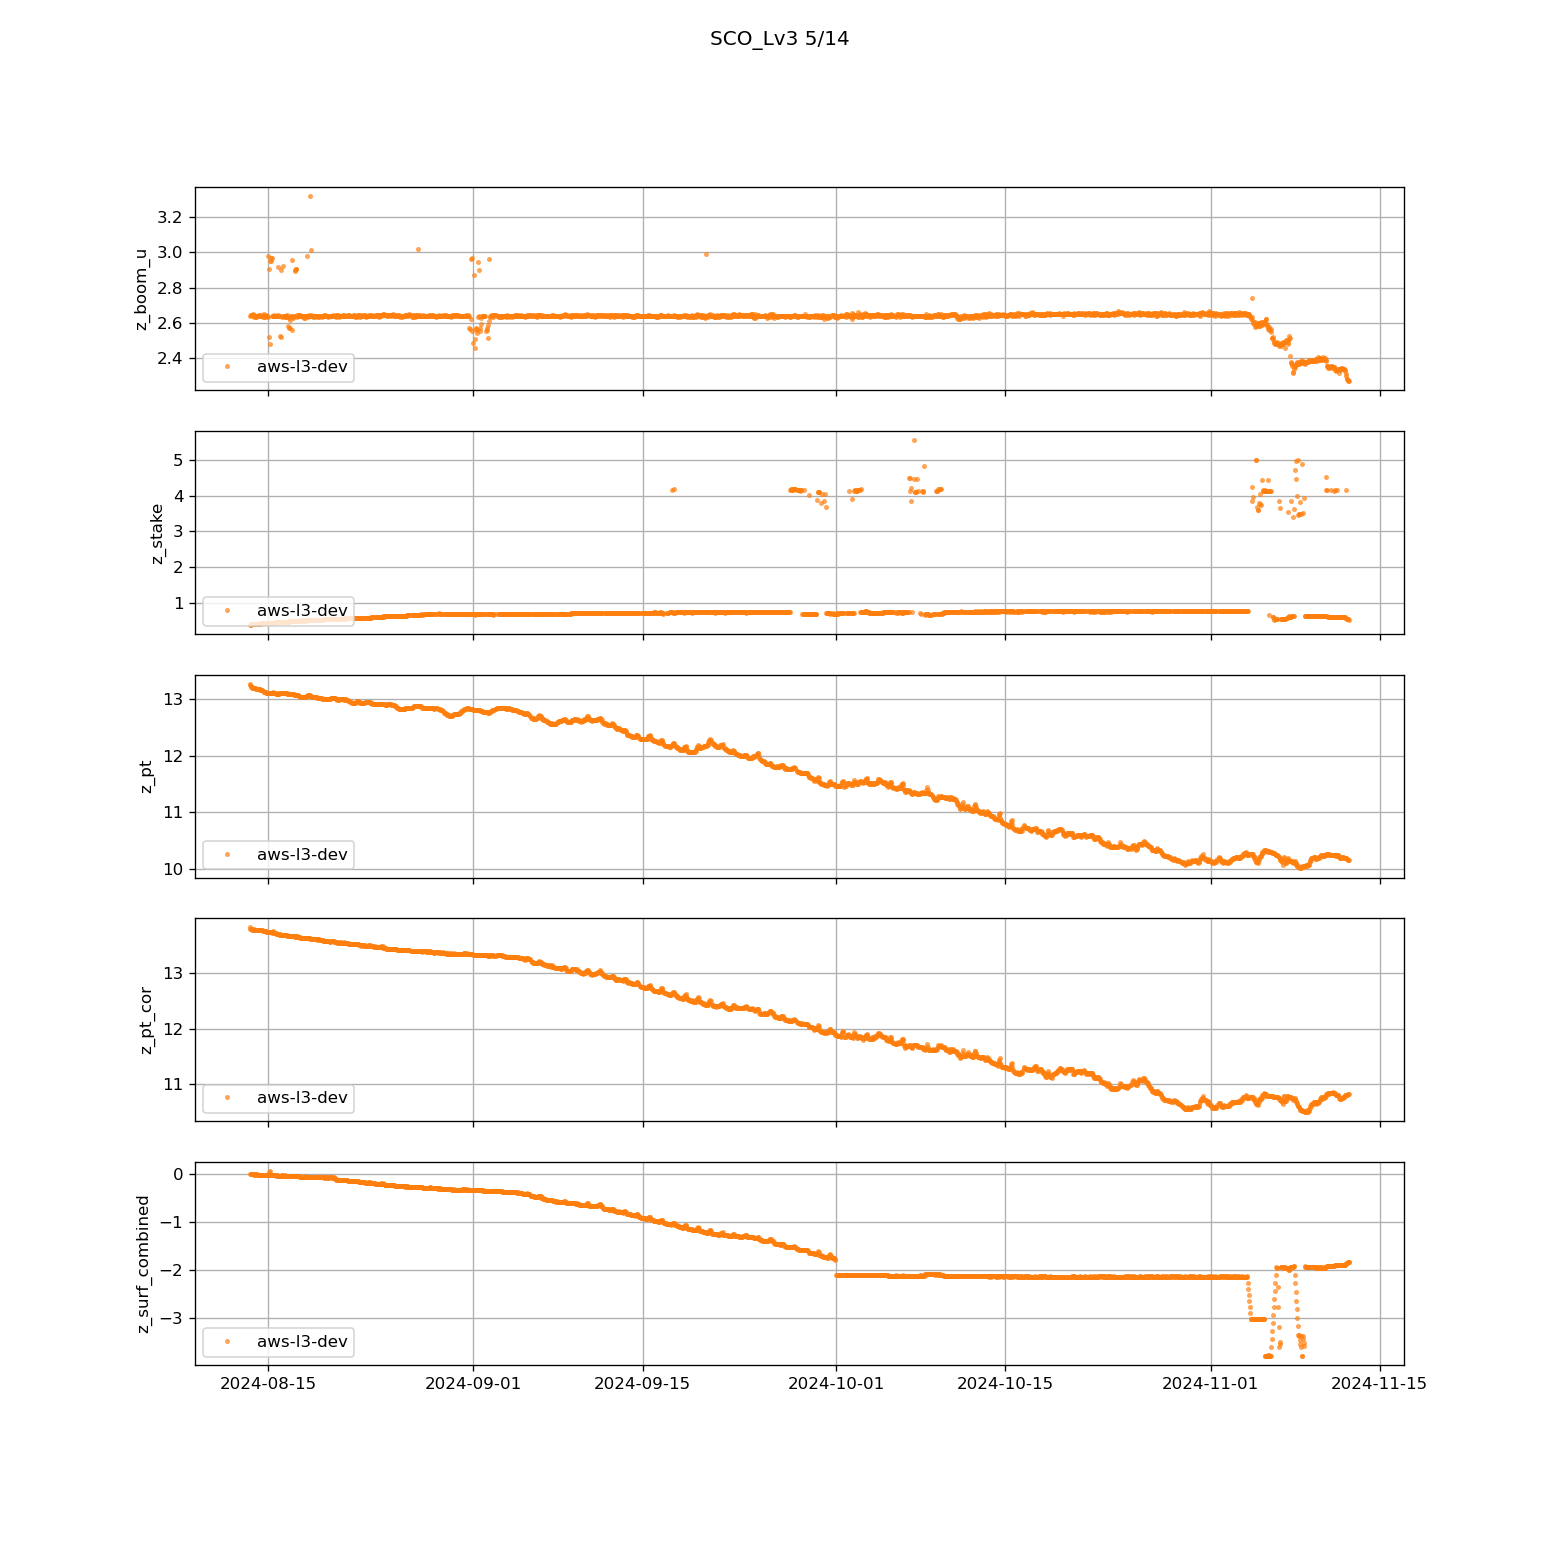 SCO_Lv3 5/14
z_boom_u
3.2
3.0
2.8
2.6
2.4
aws-l3-dev
z_stake
5
4
3
2
1
aws-l3-dev
z_pt
13
12
11
10
aws-l3-dev
z_pt_cor
13
12
11
aws-l3-dev
z_surf_combined
0
−1
−2
−3
aws-l3-dev
2024-08-15 2024-09-01 2024-09-15 2024-10-01 2024-10-15 2024-11-01 2024-11-15